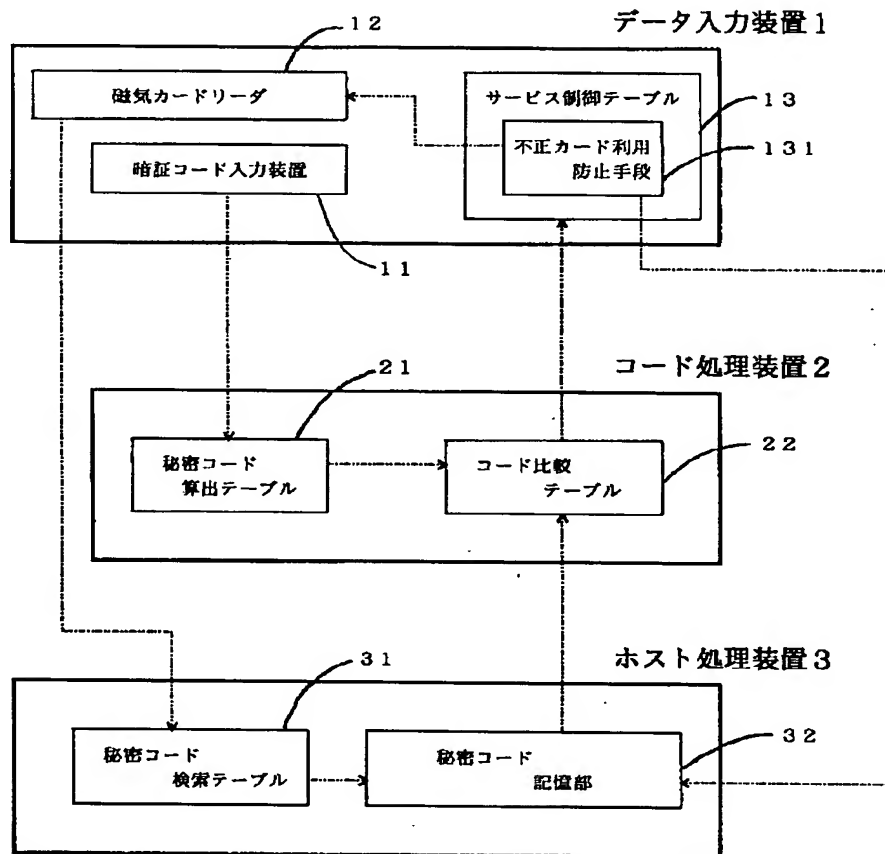 データ入力装置1
12
磁気カードリーダ
サービス制御テーブル
13
不正カード利用
防止手段
131
暗証コード入力装置
11
コード処理装置2
21
秘密コード
算出テーブル
コード比較
テーブル
22
ホスト処理装置3
31
秘密コード
検索テーブル
秘密コード
記憶部
32